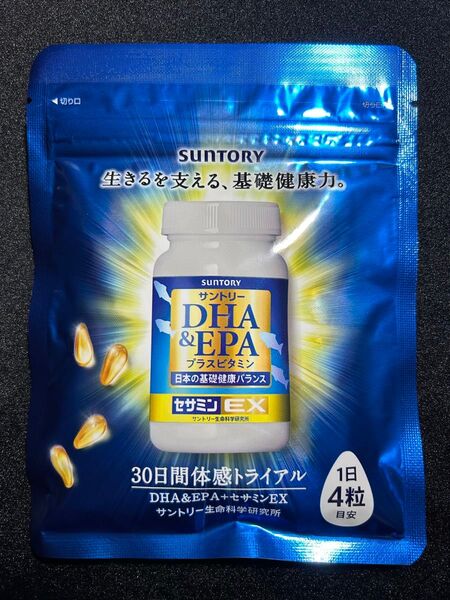 ◀切り口
切り口
SUNTORY
生きるを支える、基礎健康力。
SUNTORY
サントリー
DHA
&EPA
プラスビタミン
日本の基礎健康バランス
セサミンEX
サントリー生命科学研究所
30日間体感トライアル
DHA&EPA+セサミンEX
サントリー生命科学研究所
1日
4粒
目安